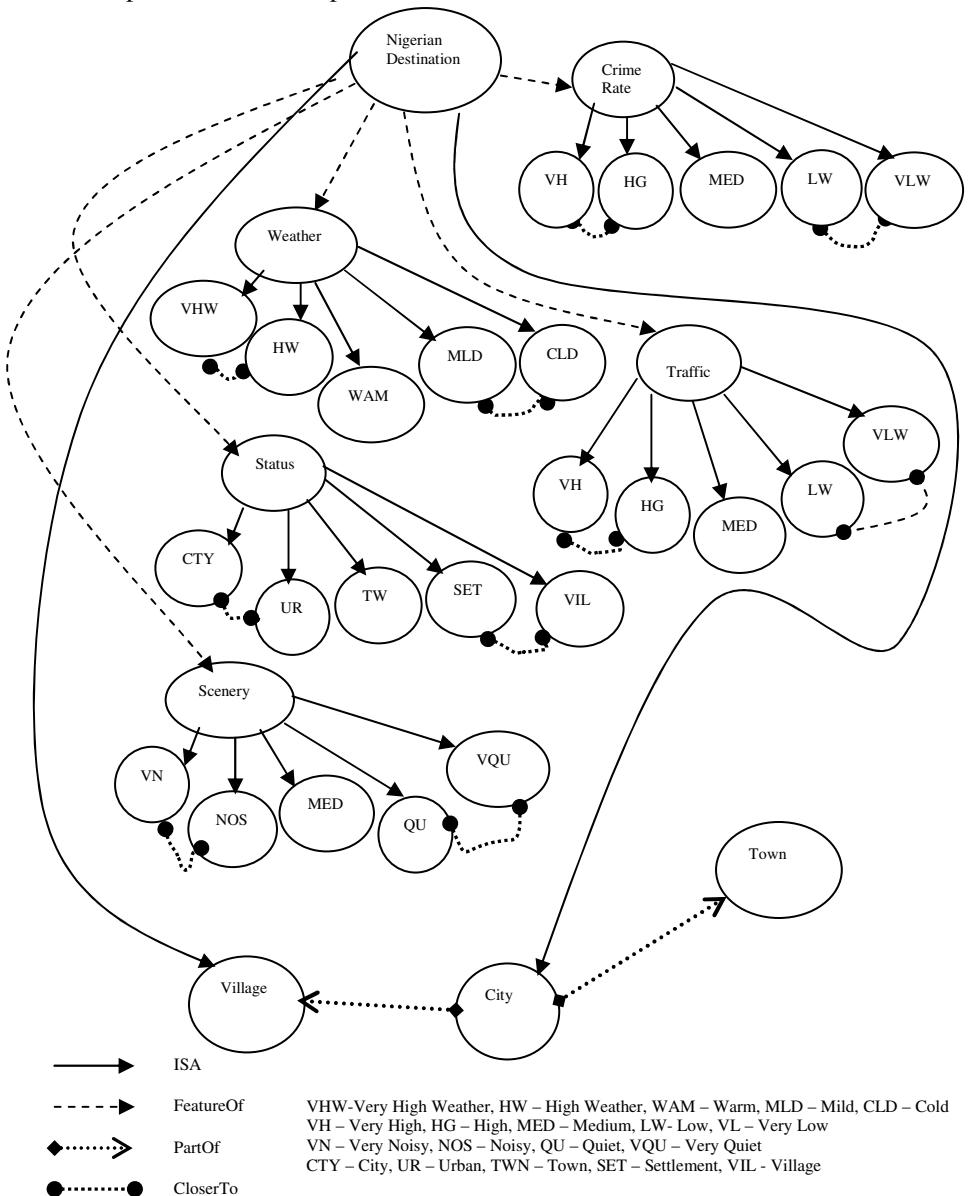 Nigerian
Destination
Crime
Rate
VH
HG
MED
LW
VLW
Weather
VHW
HW
WAM
MLD
CLD
Traffic
VH
HG
MED
LW
VLW
Status
CTY
UR
TW
SET
VIL
Scenery
VN
NOS
MED
QU
VQU
Town
Village
City
ISA
FeatureOf
PartOf
CloserTo
VHW-Very High Weather, HW – High Weather, WAM – Warm, MLD – Mild, CLD – Cold
VH – Very High, HG – High, MED – Medium, LW- Low, VL – Very Low
VN – Very Noisy, NOS – Noisy, QU – Quiet, VQU – Very Quiet
CTY – City, UR – Urban, TWN – Town, SET – Settlement, VIL - Village